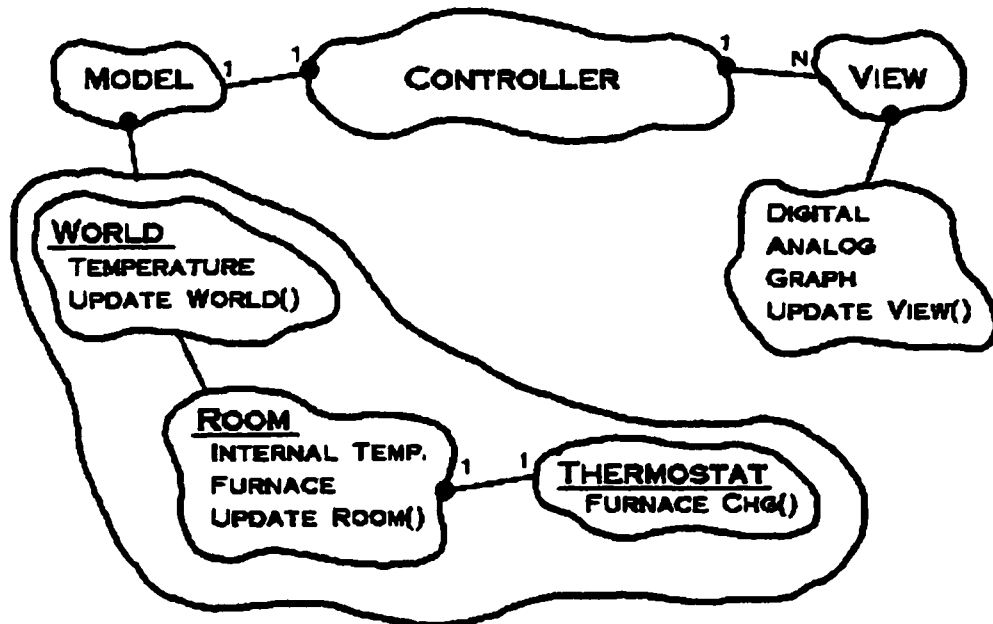 MODEL
1
1
CONTROLLER
1
N
VIEW
WORLD
TEMPERATURE
UPDATE WORLD()
DIGITAL
ANALOG
GRAPH
UPDATE VIEW()
ROOM
INTERNAL TEMP.
FURNACE
UPDATE ROOM()
1
1
THERMOSTAT
FURNACE CHG()